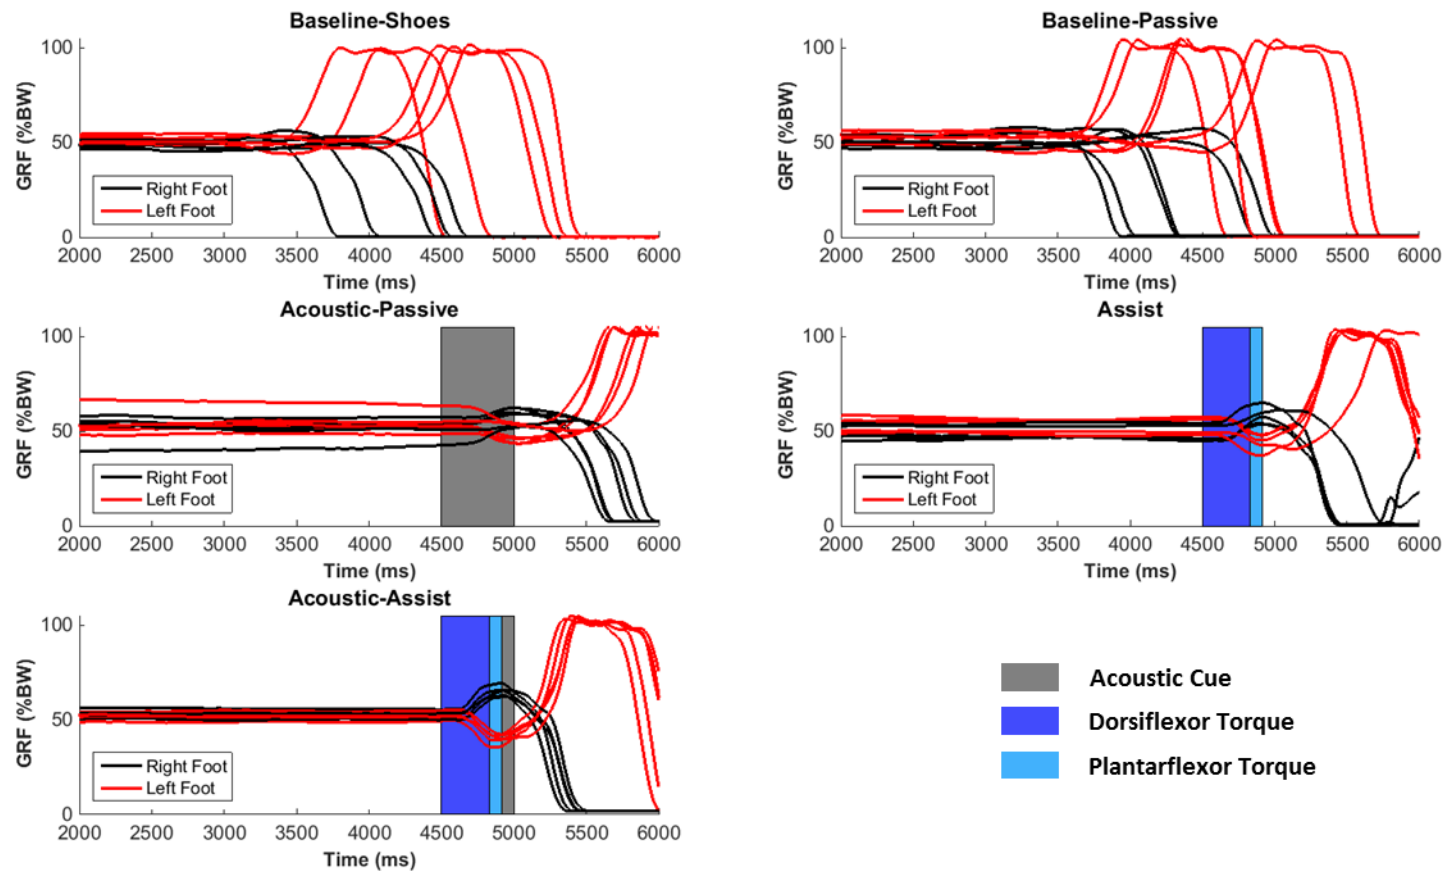 Baseline-Shoes
GRF (%BW)
100
50
0
Right Foot
Left Foot
2000 2500 3000 3500 4000 4500 5000 5500 6000
Time (ms)
Baseline-Passive
GRF (%BW)
100
50
0
Right Foot
Left Foot
2000 2500 3000 3500 4000 4500 5000 5500 6000
Time (ms)
Acoustic-Passive
GRF (%BW)
100
50
0
Right Foot
Left Foot
2000 2500 3000 3500 4000 4500 5000 5500 6000
Time (ms)
Assist
GRF (%BW)
100
50
0
Right Foot
Left Foot
2000 2500 3000 3500 4000 4500 5000 5500 6000
Time (ms)
Acoustic-Assist
GRF (%BW)
100
50
0
Right Foot
Left Foot
2000 2500 3000 3500 4000 4500 5000 5500 6000
Time (ms)
Acoustic Cue
Dorsiflexor Torque
Plantarflexor Torque